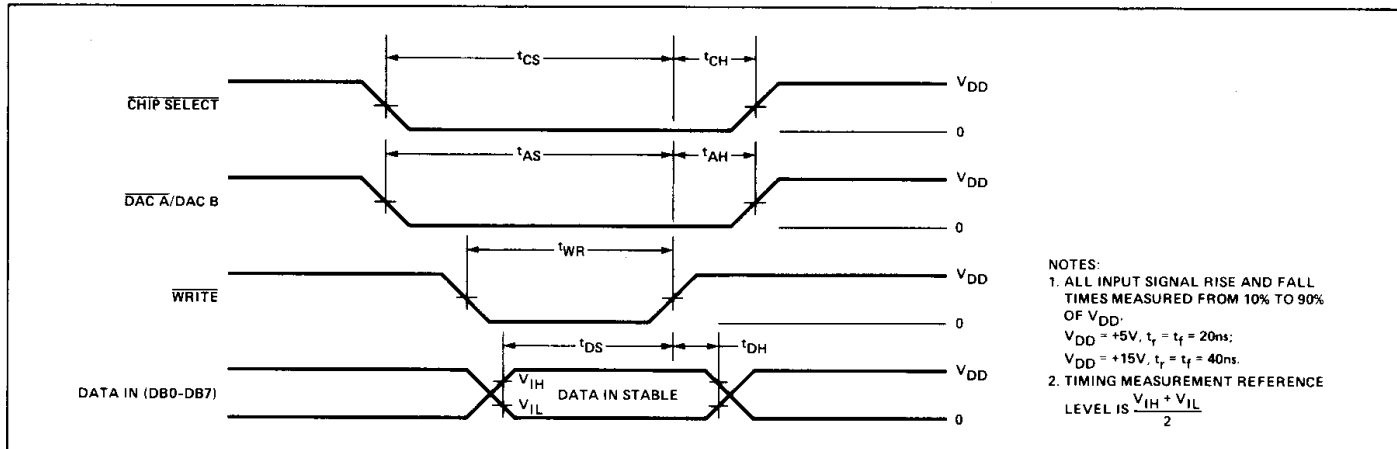 tCS
tCH
CHIP SELECT
VDD
0
tAS
tAH
DAC A/DAC B
VDD
0
tWR
WRITE
VDD
0
tDS
tDH
DATA IN (DB0-DB7)
VIH
VIL
DATA IN STABLE
VDD
0
NOTES:
1. ALL INPUT SIGNAL RISE AND FALL
TIMES MEASURED FROM 10% TO 90%
OF VDD.
VDD = +5V, tr = tf = 20ns;
VDD = +15V, tr = tf = 40ns.
2. TIMING MEASUREMENT REFERENCE
LEVEL IS (VIH + VIL)/2